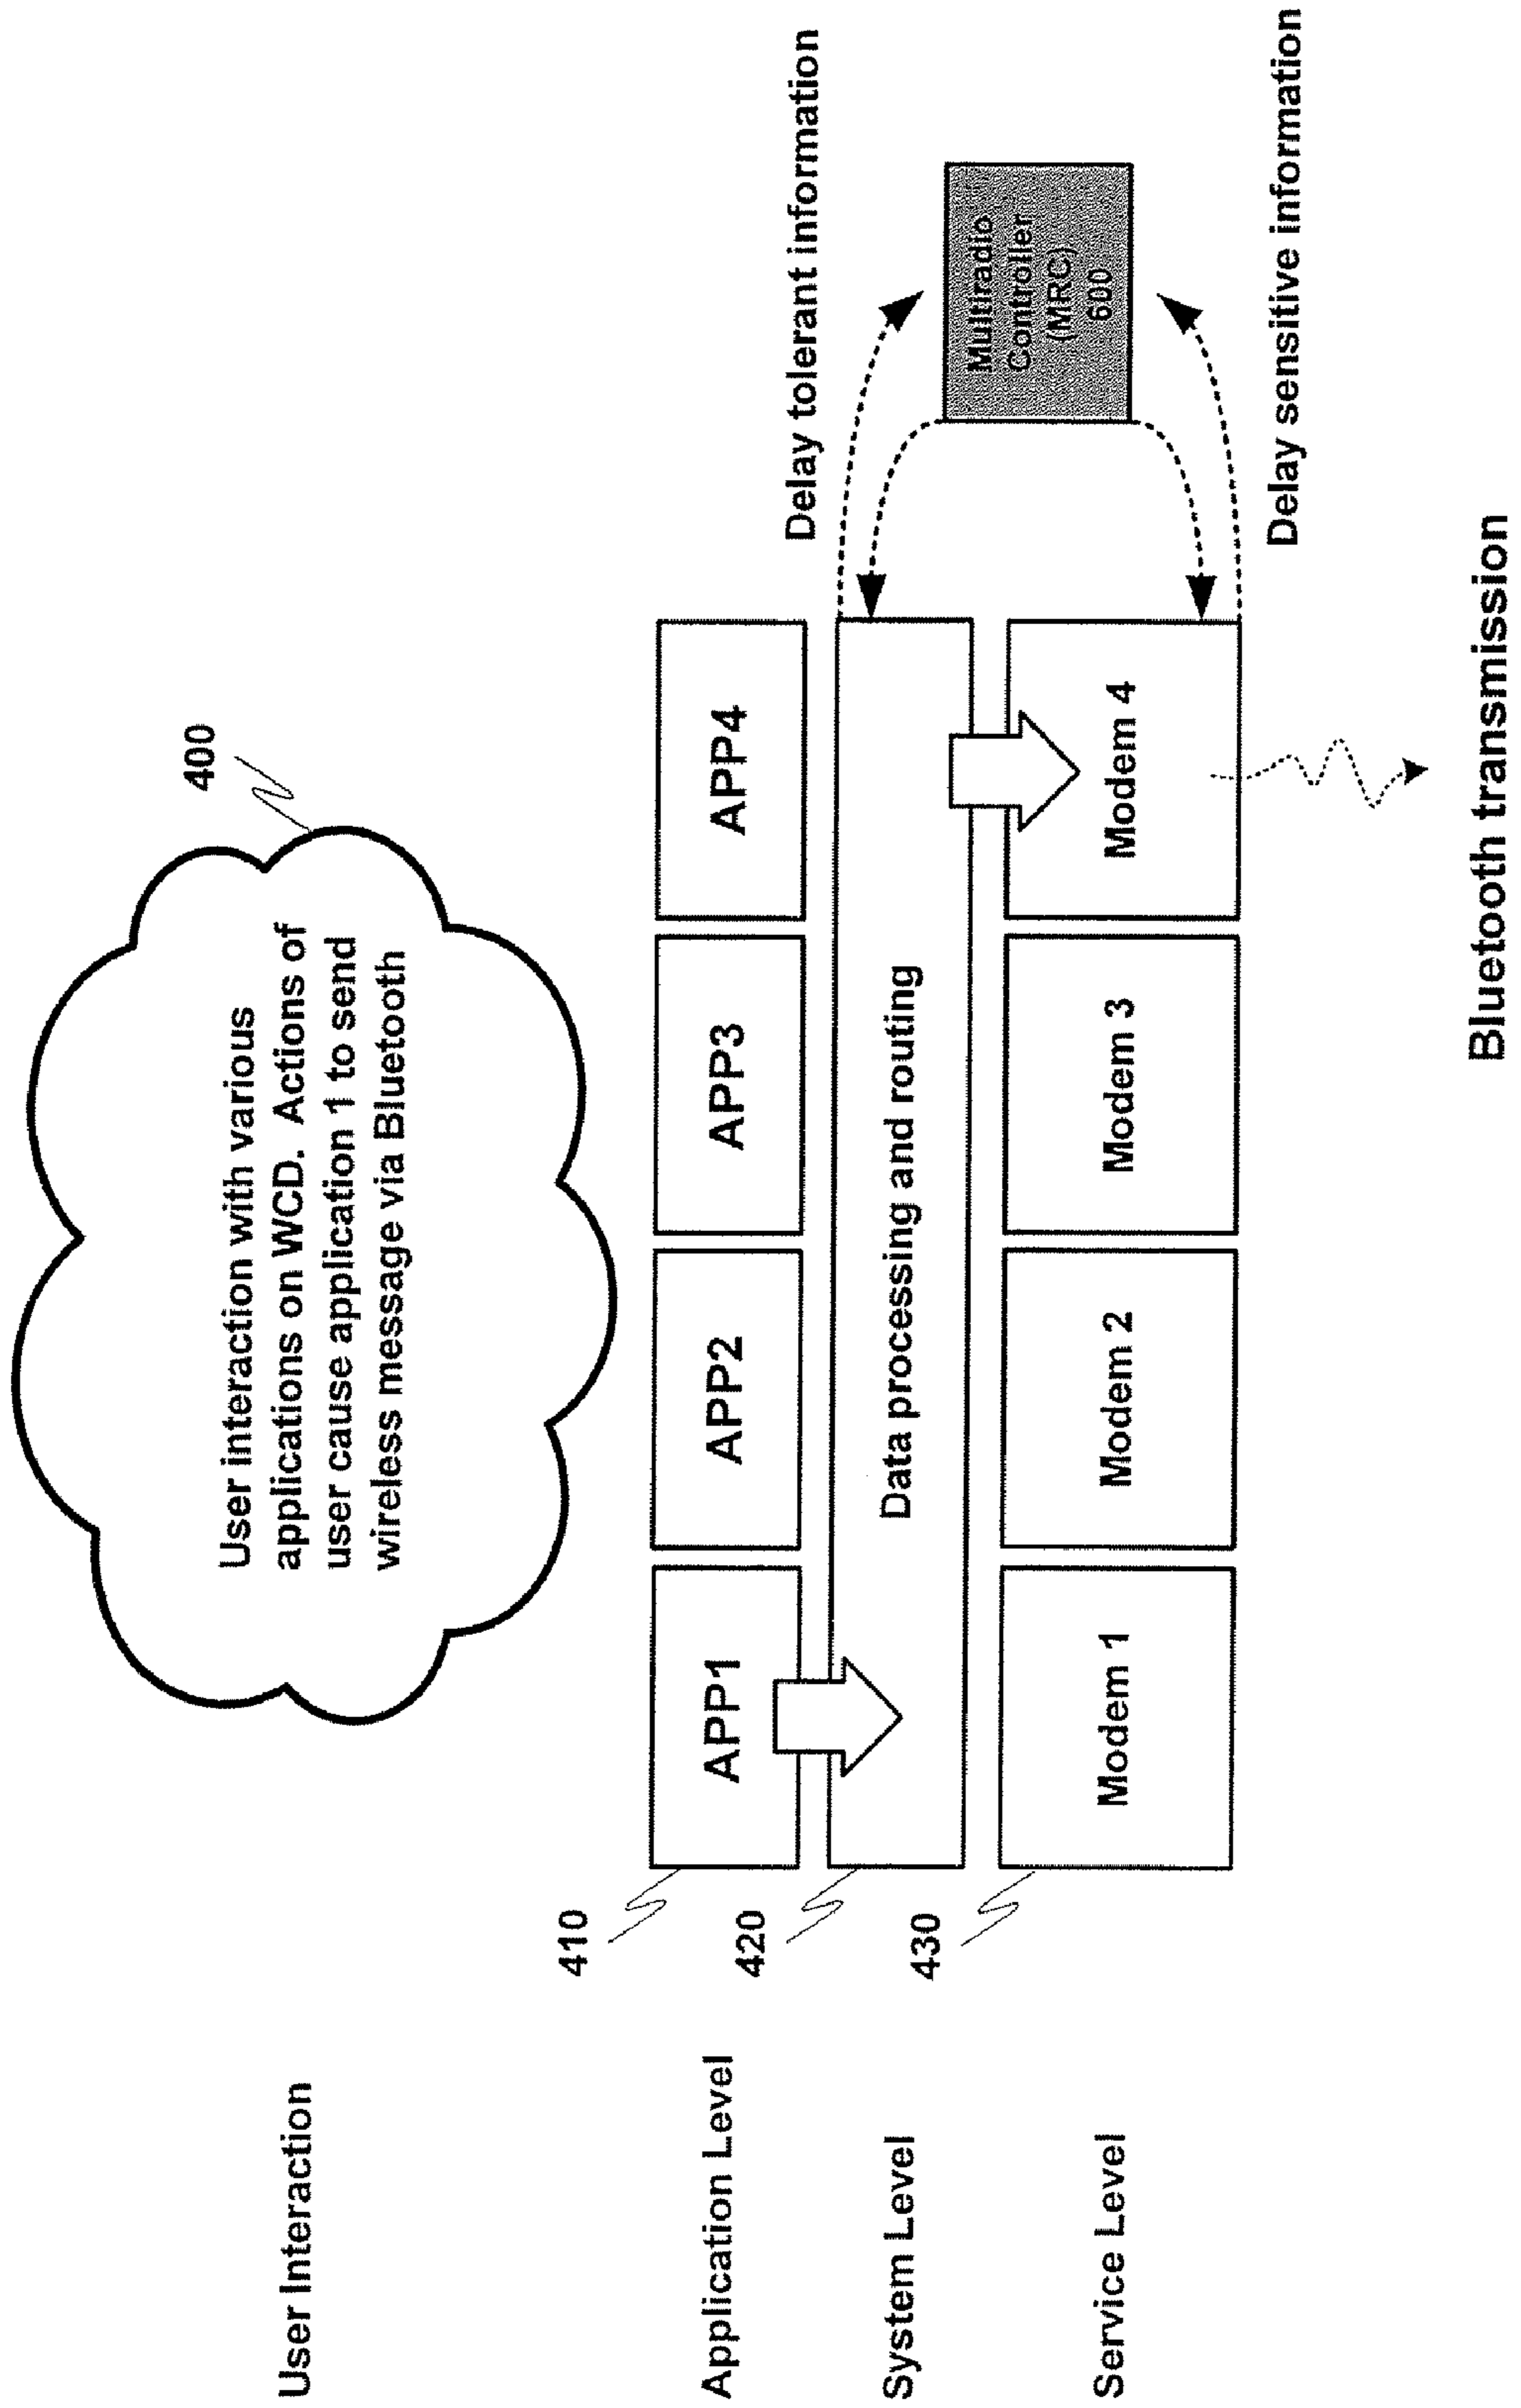 400
User interaction with various
applications on WCD. Actions of
user cause application 1 to send
wireless message via Bluetooth
User Interaction
410
Application Level
APP1
APP2
APP3
APP4
Delay tolerant information
420
System Level
Data processing and routing
Multiradio
Controller
(MRC)
600
430
Service Level
Modem 1
Modem 2
Modem 3
Modem 4
Delay sensitive information
Bluetooth transmission